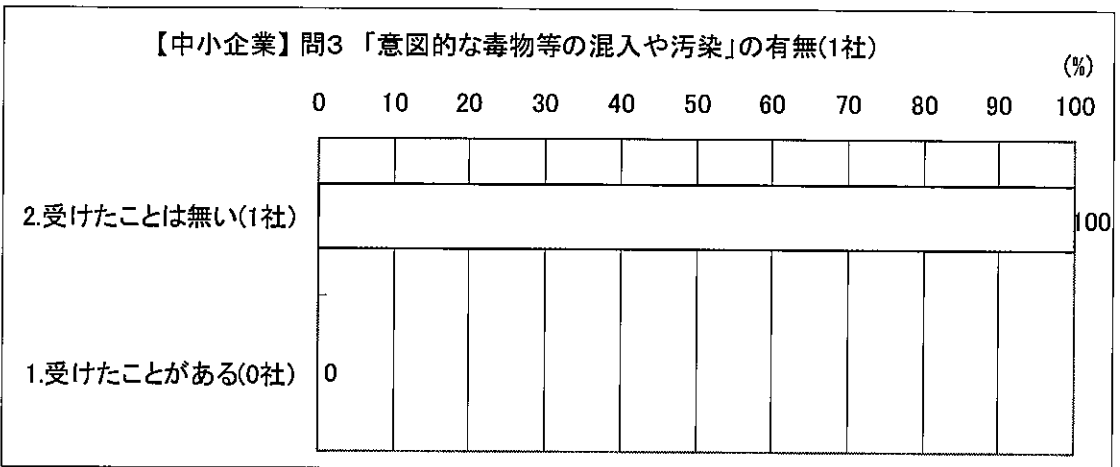 【中小企業】問3 「意図的な毒物等の混入や汚染」の有無(1社)
(%)
0 10 20 30 40 50 60 70 80 90 100
2.受けたことは無い(1社)
100
1.受けたことがある(0社)
0